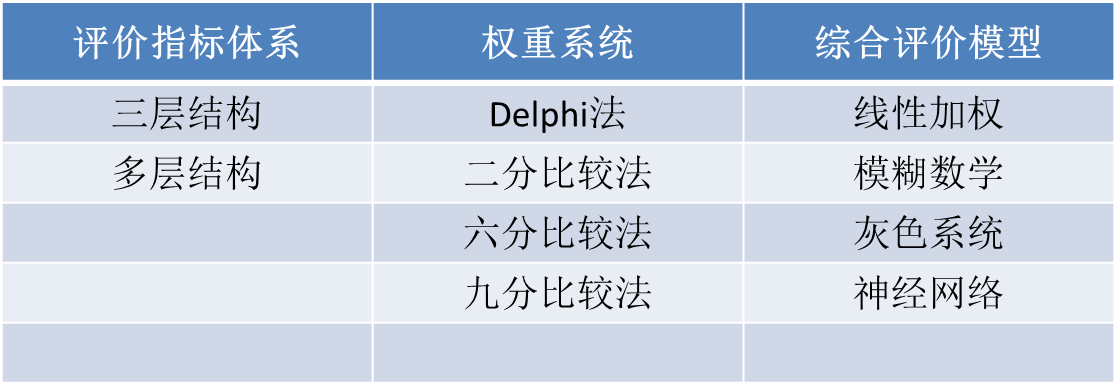 评价指标体系 权重系统 综合评价模型
三层结构 Delphi法 线性加权
多层结构 二分比较法 模糊数学
六分比较法 灰色系统
九分比较法 神经网络